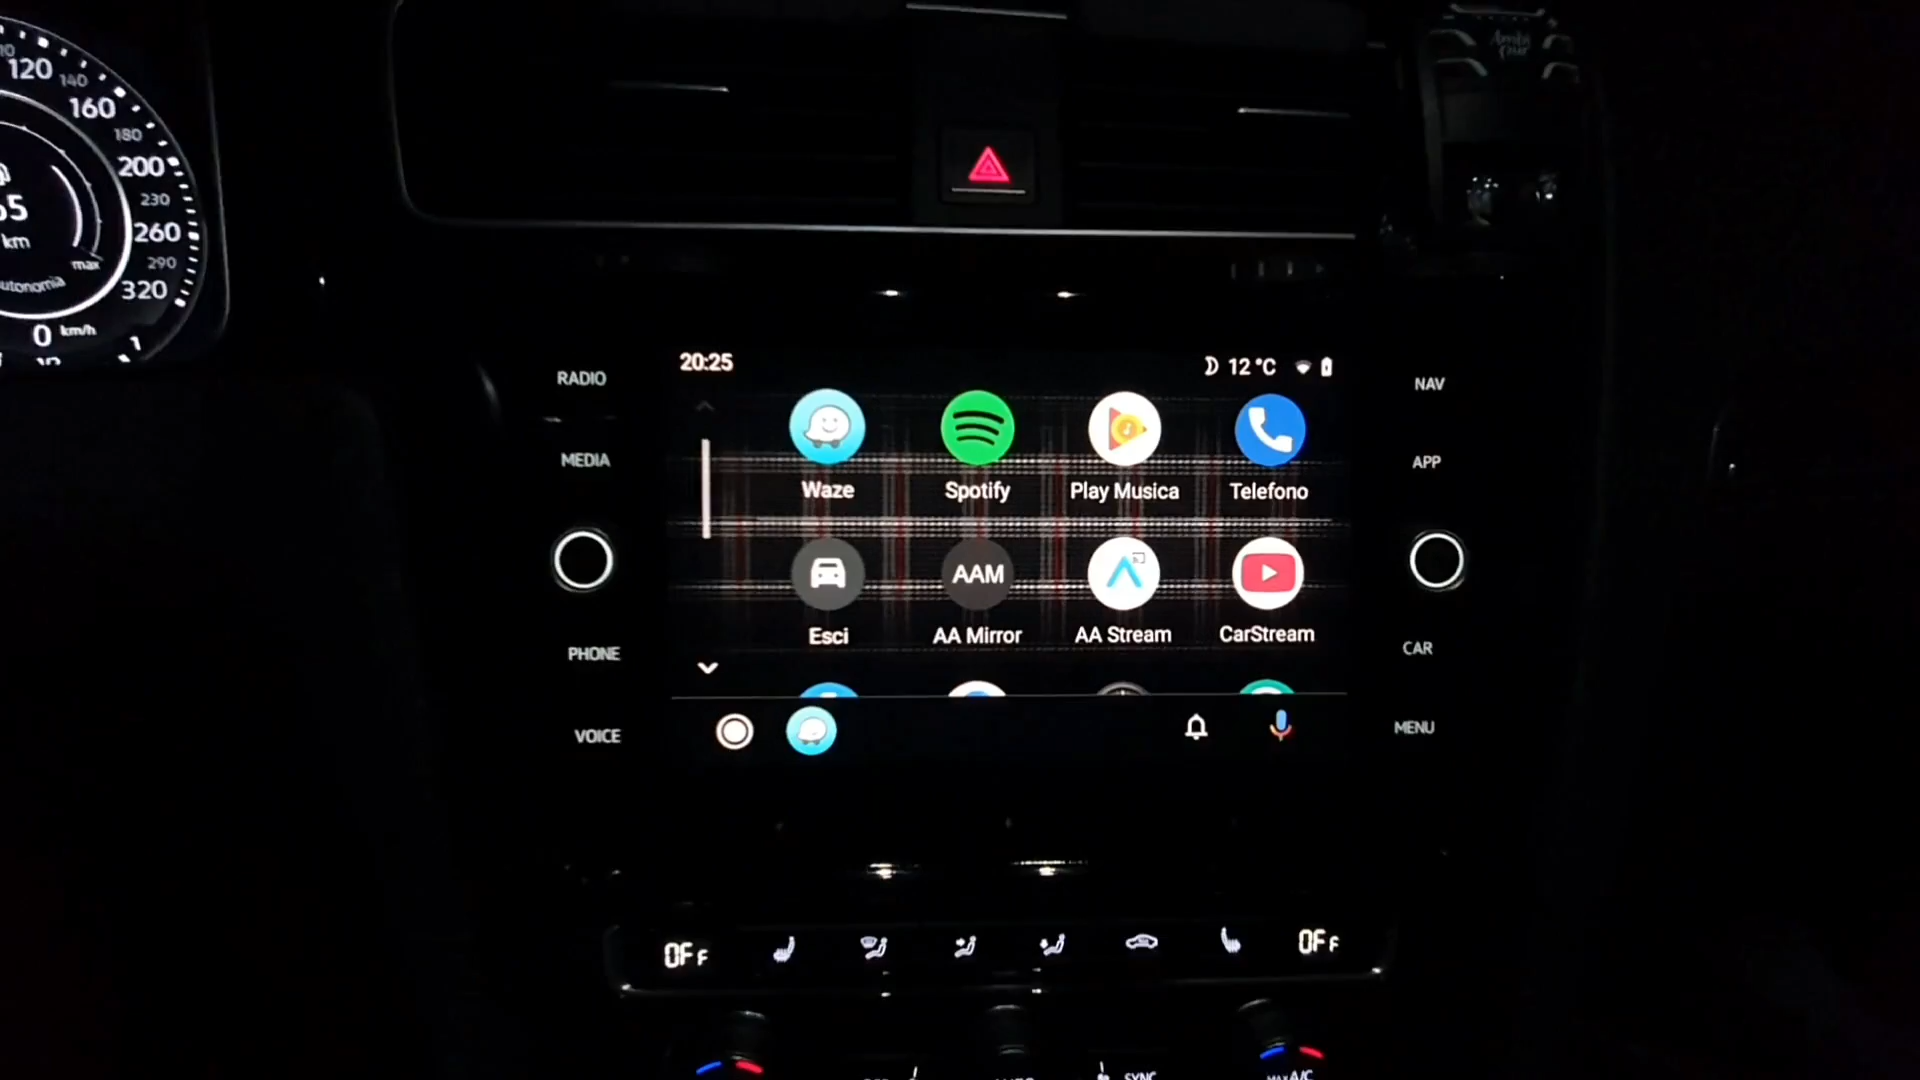 120
140
160
180
200
230
260
290
320
km
max
0 km/h
1
RADIO
MEDIA
PHONE
VOICE
20:25
12 °C
Waze
Spotify
Play Musica
Telefono
Esci
AAM
AA Mirror
AA Stream
CarStream
NAV
APP
CAR
MENU
OFF
OFF
SYNC
MAX A/C